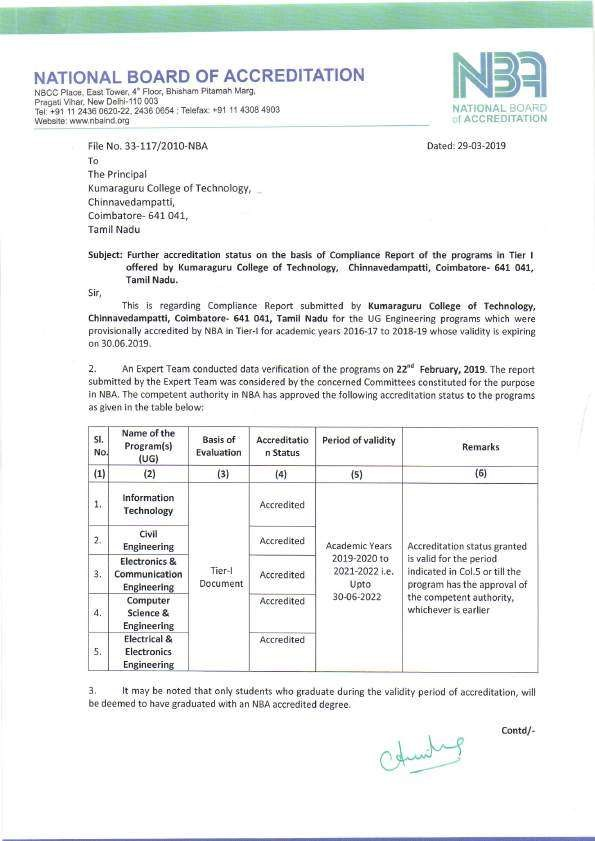 NATIONAL BOARD OF ACCREDITATION
NBCC Place, East Tower, 4th Floor, Bhisham Pitamah Marg,
Pragati Vihar, New Delhi-110 003
Tel: +91 11 2436 0620-22, 2436 0654 ; Telefax: +91 11 4308 4903
Website: www.nbaind.org
NBA
NATIONAL BOARD
of ACCREDITATION
File No. 33-117/2010-NBA
Dated: 29-03-2019
To
The Principal
Kumaraguru College of Technology,
Chinnavedampatti,
Coimbatore- 641 041,
Tamil Nadu
Subject: Further accreditation status on the basis of Compliance Report of the programs in Tier I
offered by Kumaraguru College of Technology, Chinnavedampatti, Coimbatore- 641 041,
Tamil Nadu.
Sir,
This is regarding Compliance Report submitted by Kumaraguru College of Technology,
Chinnavedampatti, Coimbatore- 641 041, Tamil Nadu for the UG Engineering programs which were
provisionally accredited by NBA in Tier-I for academic years 2016-17 to 2018-19 whose validity is expiring
on 30.06.2019.
2. An Expert Team conducted data verification of the programs on 22nd February, 2019. The report
submitted by the Expert Team was considered by the concerned Committees constituted for the purpose
in NBA. The competent authority in NBA has approved the following accreditation status to the programs
as given in the table below:
Sl. No.
Name of the Program(s) (UG)
Basis of Evaluation
Accreditatio n Status
Period of validity
Remarks
(1) (2) (3) (4) (5) (6)
1. Information Technology
Accredited
2. Civil Engineering
Accredited
3. Electronics & Communication Engineering
Accredited
4. Computer Science & Engineering
Accredited
5. Electrical & Electronics Engineering
Accredited
Tier-I
Document
Academic Years
2019-2020 to
2021-2022 i.e.
Upto
30-06-2022
Accreditation status granted
is valid for the period
indicated in Col.5 or till the
program has the approval of
the competent authority,
whichever is earlier
3. It may be noted that only students who graduate during the validity period of accreditation, will
be deemed to have graduated with an NBA accredited degree.
Contd/-